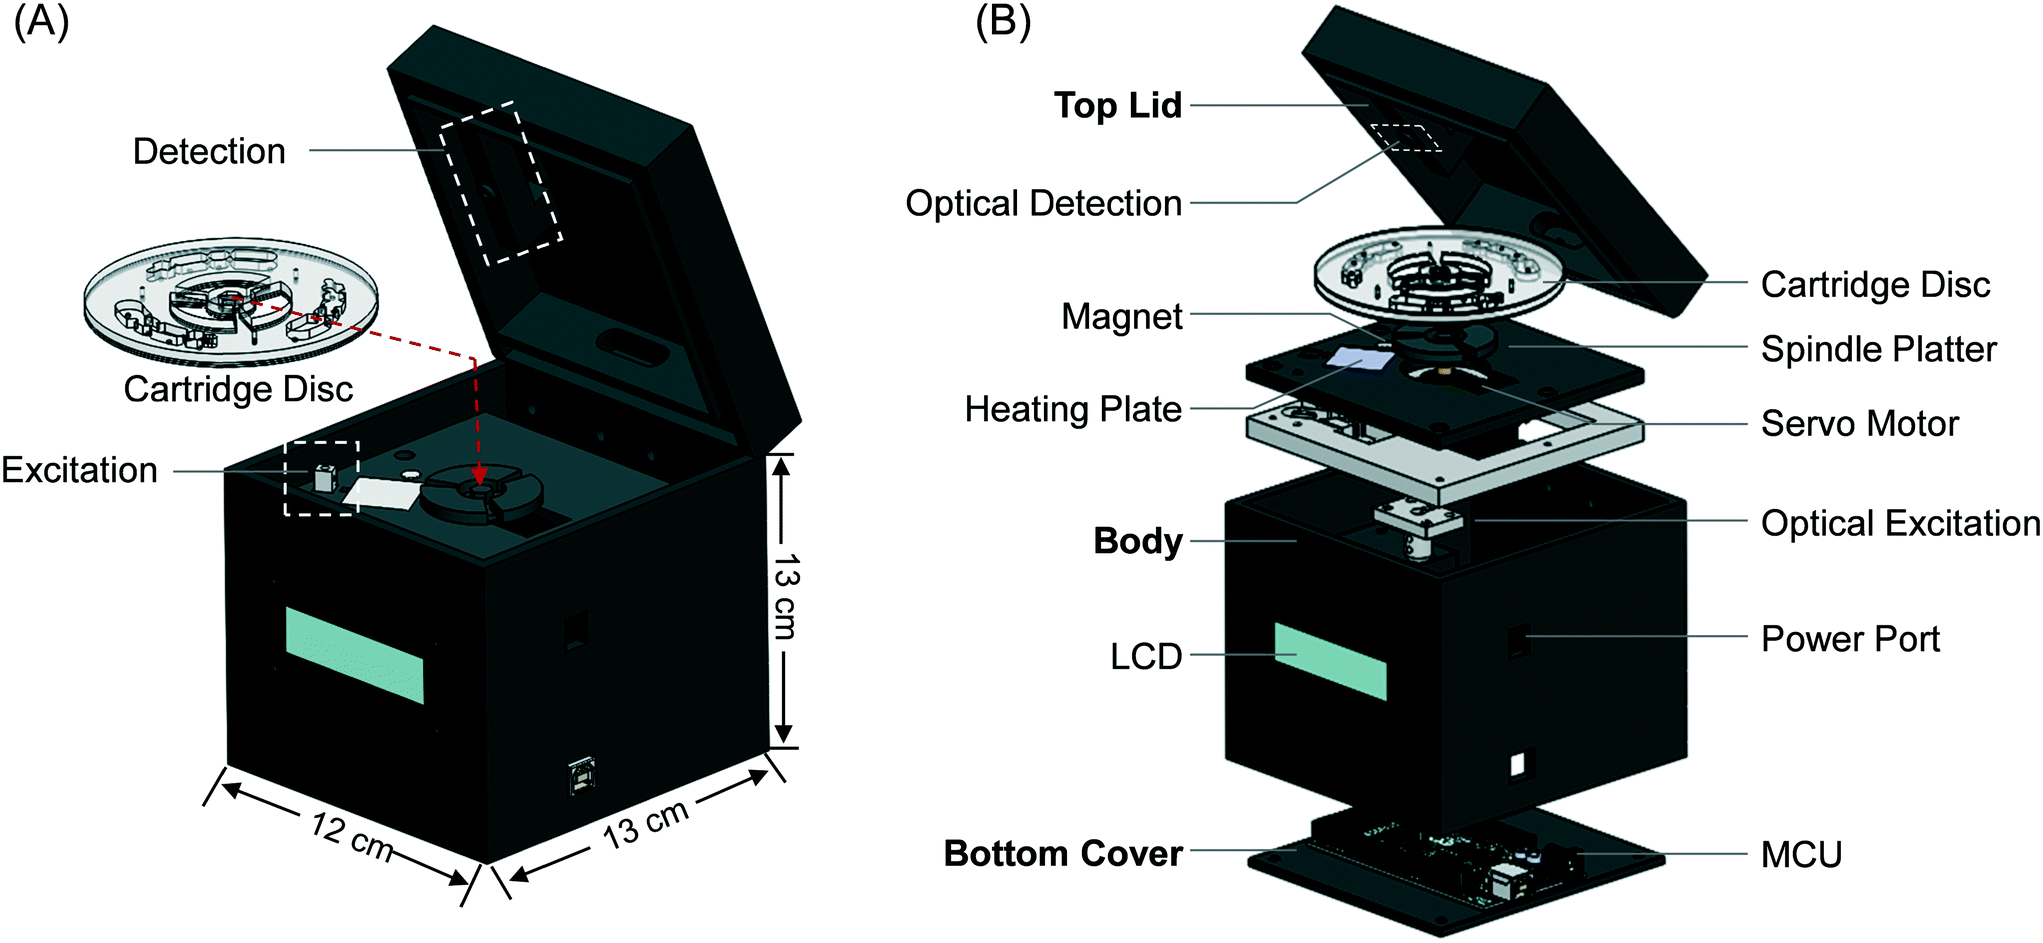 (A)
Detection
Cartridge Disc
Excitation
13 cm
12 cm
13 cm
(B)
Top Lid
Optical Detection
Cartridge Disc
Magnet
Spindle Platter
Heating Plate
Servo Motor
Optical Excitation
Body
Power Port
LCD
Bottom Cover
MCU